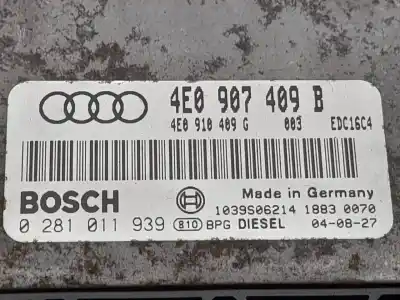 4E0 907 409 B
4E0 910 409 G 003 EDC16C4
BOSCH
Made in Germany
1039S06214 1883 0070
0 281 011 939 810 BPG DIESEL 04-08-27